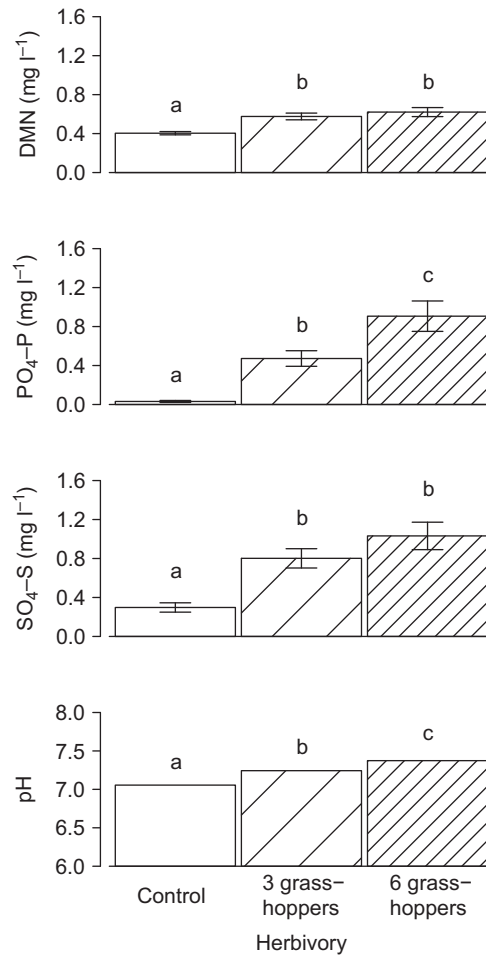 DMN (mg l⁻¹)
1.6
1.2
0.8
0.4
0.0
a
b
b
PO₄–P (mg l⁻¹)
1.6
1.2
0.8
0.4
0.0
a
b
c
SO₄–S (mg l⁻¹)
1.6
1.2
0.8
0.4
0.0
a
b
b
pH
8.0
7.5
7.0
6.5
6.0
a
b
c
Control
3 grass–
hoppers
6 grass–
hoppers
Herbivory